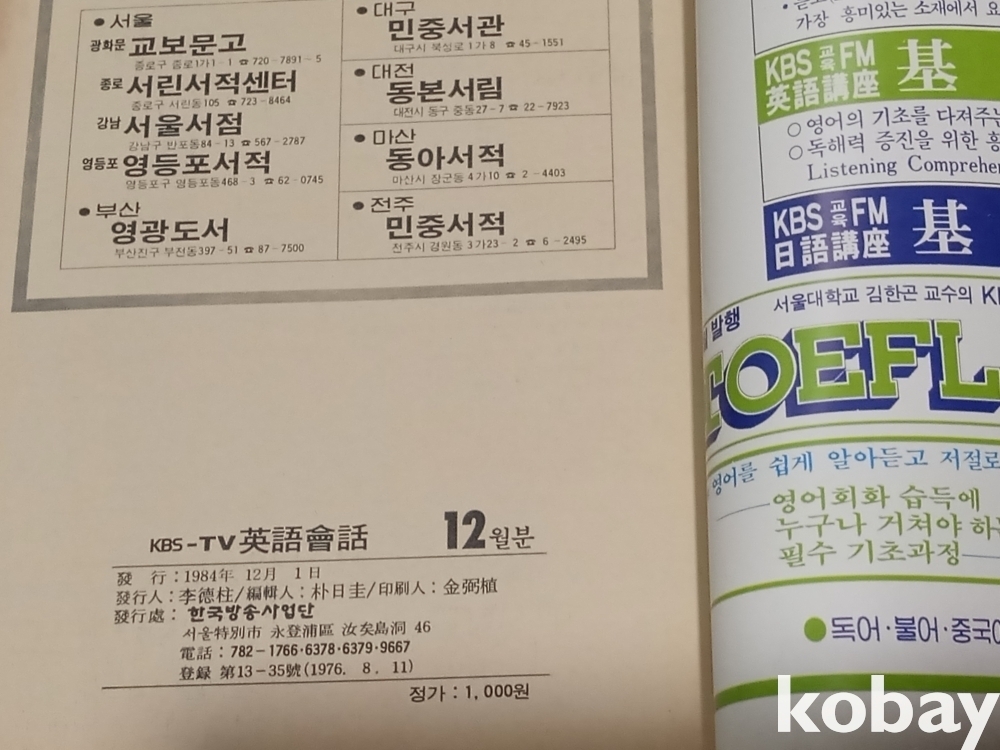 ● 서울
광화문 교보문고
종로구 종로1가1-1 ☎ 720-7891~5
종로 서린서적센터
종로구 서린동105 ☎ 723-8464
강남 서울서점
강남구 반포동84-13 ☎ 567-2787
영등포 영등포서적
영등포구 영등포동468-3 ☎ 62-0745
● 부산
영광도서
부산진구 부전동397-51 ☎ 87-7500
● 대구
민중서관
대구시 북성로1가8 ☎ 45-1551
● 대전
동본서림
대전시 동구 중동27-7 ☎ 22-7923
● 마산
동아서적
마산시 장군동4가10 ☎ 2-4403
● 전주
민중서적
전주시 경원동3가23-2 ☎ 6-2495
KBS-TV 英語會話 12월분
發 行 : 1984年 12月 1日
發行人 : 李德柱/編輯人 : 朴日圭/印刷人 : 金弼植
發行處 : 한국방송사업단
서울特別市 永登浦區 汝矣島洞 46
電話 : 782-1766·6378·6379·9667
登録 第13-35號(1976. 8. 11)
정가 : 1,000원
가장 흥미있는 소재에서
KBS 교육 FM 英語講座 基
○ 영어의 기초를 다져주는
○ 독해력 증진을 위한
Listening
KBS 교육 FM 日語講座 基
서울대학교 김한곤 교수의
발행
TOEFL
영어를 쉽게 알아듣고 저절로
영어회화 습득에
누구나 거쳐야
필수 기초과정
● 독어·불어·중국어
kobay